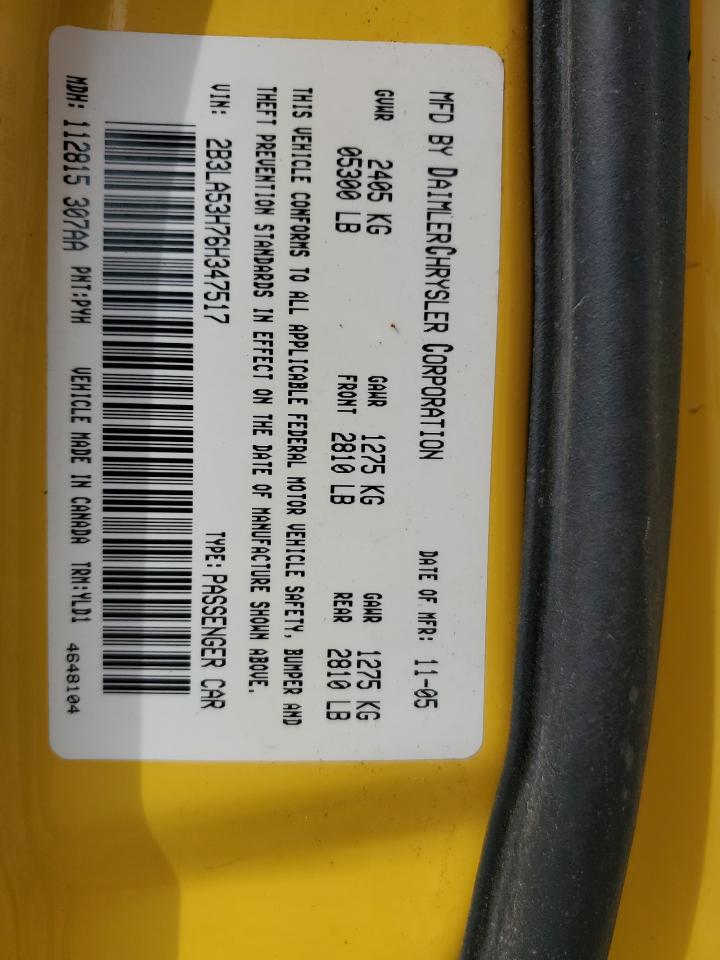 MFD BY DAIMLERCHRYSLER CORPORATION DATE OF MFR: 11-05
GVWR 2405 KG GAWR 1275 KG GAWR 1275 KG
05300 LB FRONT 2810 LB REAR 2810 LB
THIS VEHICLE CONFORMS TO ALL APPLICABLE FEDERAL MOTOR VEHICLE SAFETY, BUMPER AND
THEFT PREVENTION STANDARDS IN EFFECT ON THE DATE OF MANUFACTURE SHOWN ABOVE.
VIN: 2B3LA53H76H347517 TYPE: PASSENGER CAR
MDH: 112815 307AA PNT:PYH VEHICLE MADE IN CANADA TRM:YLD1 4648104